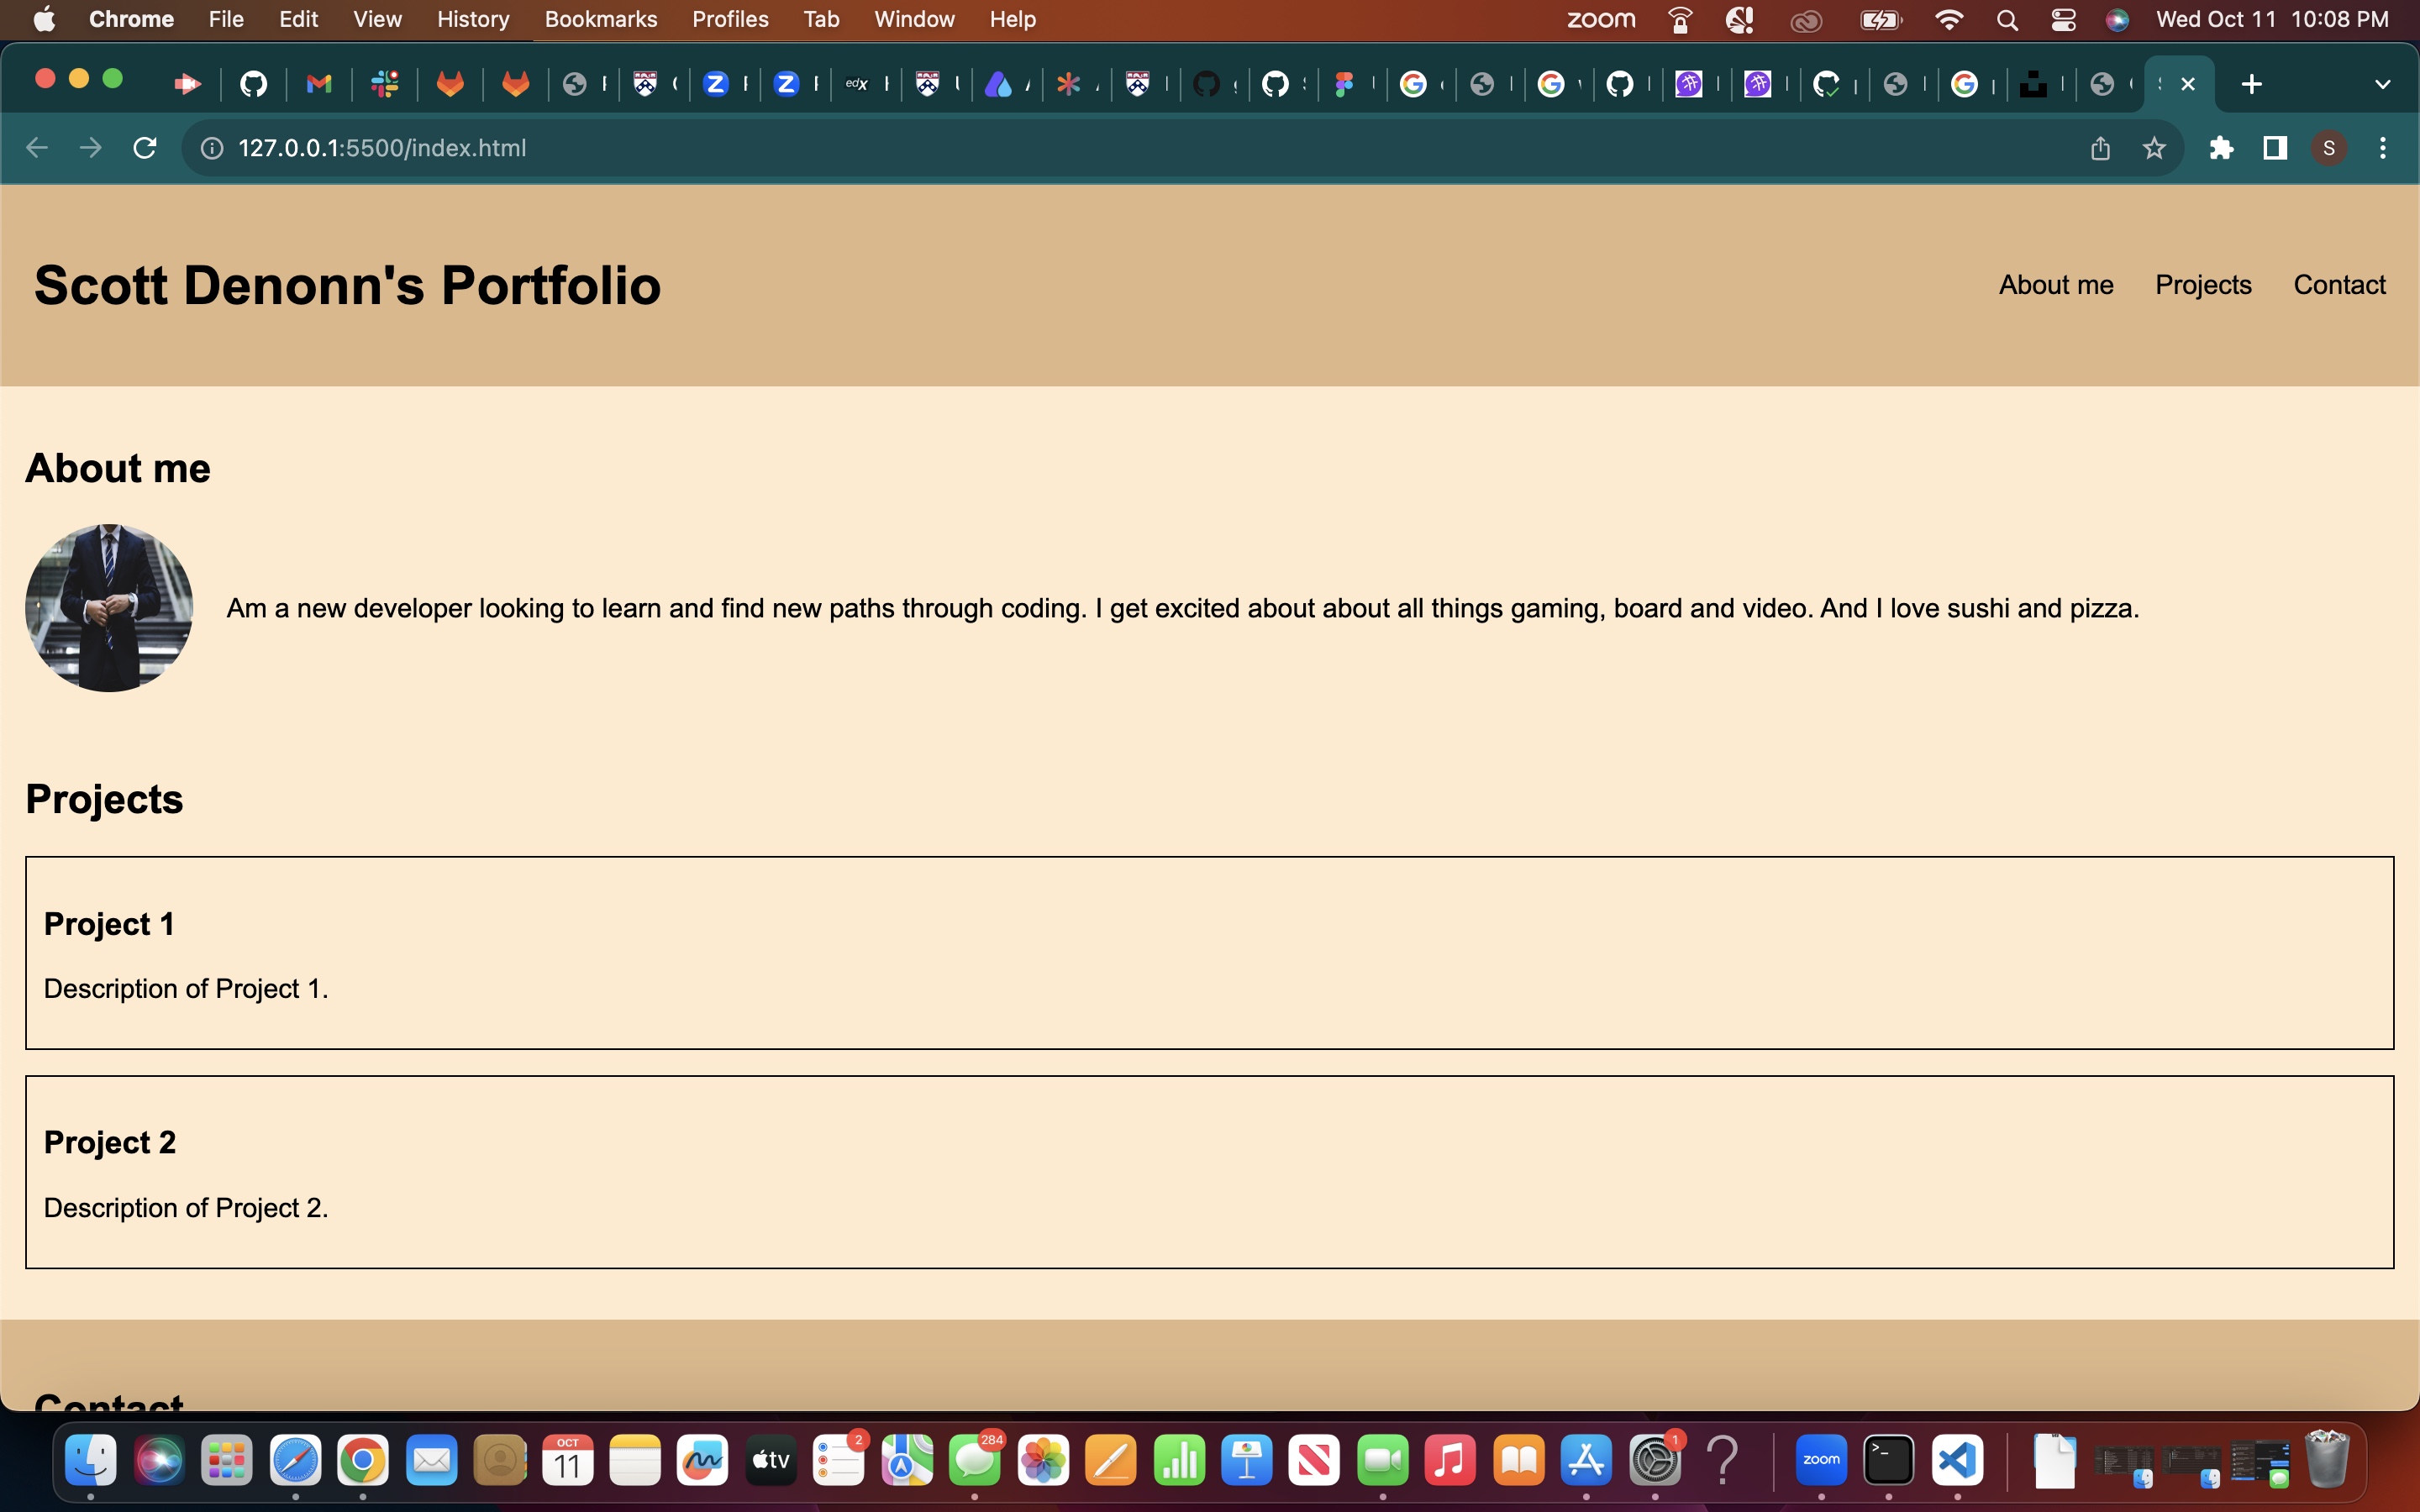 Chrome File Edit View History Bookmarks Profiles Tab Window Help zoom Wed Oct 11 10:08 PM
edx
127.0.0.1:5500/index.html S
Scott Denonn's Portfolio About me Projects Contact
About me
Am a new developer looking to learn and find new paths through coding. I get excited about about all things gaming, board and video. And I love sushi and pizza.
Projects
Project 1
Description of Project 1.
Project 2
Description of Project 2.
Contact
OCT 11 tv 2 284 1 zoom